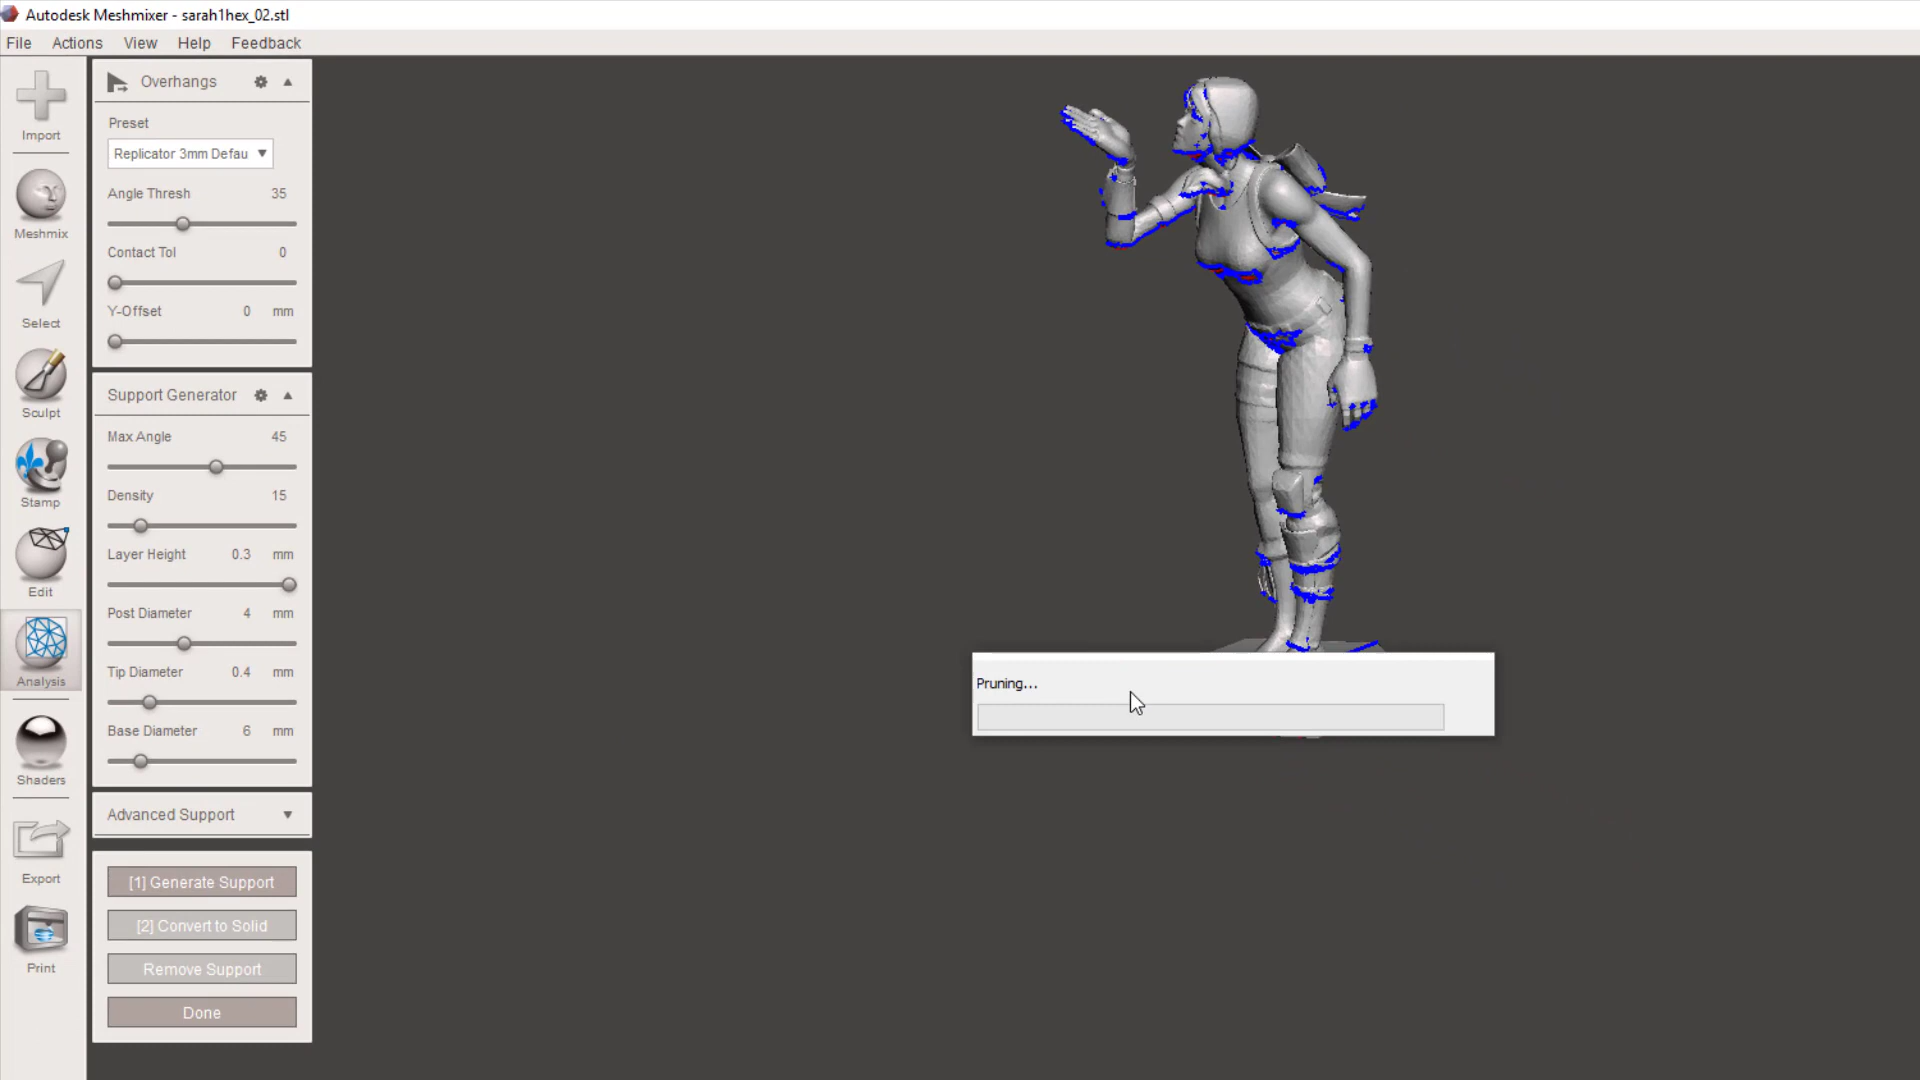 Autodesk Meshmixer - sarah1hex_02.stl
File Actions View Help Feedback
Import
Meshmix
Select
Sculpt
Stamp
Edit
Analysis
Shaders
Export
Print
Overhangs
Preset
Replicator 3mm Defau
Angle Thresh 35
Contact Tol 0
Y-Offset 0 mm
Support Generator
Max Angle 45
Density 15
Layer Height 0.3 mm
Post Diameter 4 mm
Tip Diameter 0.4 mm
Base Diameter 6 mm
Advanced Support
[1] Generate Support
[2] Convert to Solid
Remove Support
Done
Pruning...